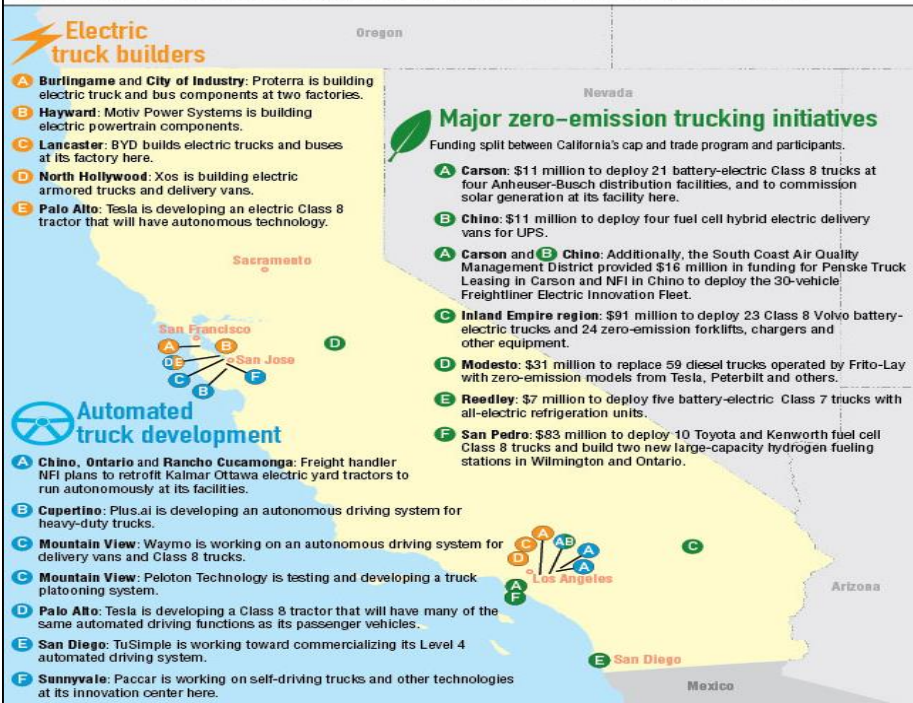 Oregon
Nevada
Electric
truck builders
A Burlingame and City of Industry: Proterra is building
electric truck and bus components at two factories.
B Hayward: Motiv Power Systems is building
electric powertrain components.
C Lancaster: BYD builds electric trucks and buses
at its factory here.
D North Hollywood: Xos is building electric
armored trucks and delivery vans.
E Palo Alto: Tesla is developing an electric Class 8
tractor that will have autonomous technology.
Major zero-emission trucking initiatives
Funding split between California's cap and trade program and participants.
A Carson: $11 million to deploy 21 battery-electric Class 8 trucks at
four Anheuser-Busch distribution facilities, and to commission
solar generation at its facility here.
B Chino: $11 million to deploy four fuel cell hybrid electric delivery
vans for UPS.
A Carson and B Chino: Additionally, the South Coast Air Quality
Management District provided $16 million in funding for Penske Truck
Leasing in Carson and NFI in Chino to deploy the 30-vehicle
Freightliner Electric Innovation Fleet.
C Inland Empire region: $91 million to deploy 23 Class 8 Volvo battery-
electric trucks and 24 zero-emission forklifts, chargers and
other equipment.
D Modesto: $31 million to replace 59 diesel trucks operated by Frito-Lay
with zero-emission models from Tesla, Peterbilt and others.
E Reedley: $7 million to deploy five battery-electric Class 7 trucks with
all-electric refrigeration units.
F San Pedro: $83 million to deploy 10 Toyota and Kenworth fuel cell
Class 8 trucks and build two new large-capacity hydrogen fueling
stations in Wilmington and Ontario.
Sacramento
San Francisco
A B
D
DE San Jose
C F
B
Automated
truck development
A Chino, Ontario and Rancho Cucamonga: Freight handler
NFI plans to retrofit Kalmar Ottawa electric yard tractors to
run autonomously at its facilities.
B Cupertino: Plus.ai is developing an autonomous driving system for
heavy-duty trucks.
C Mountain View: Waymo is working on an autonomous driving system for
delivery vans and Class 8 trucks.
C Mountain View: Peloton Technology is testing and developing a truck
platooning system.
D Palo Alto: Tesla is developing a Class 8 tractor that will have many of the
same automated driving functions as its passenger vehicles.
E San Diego: TuSimple is working toward commercializing its Level 4
automated driving system.
F Sunnyvale: Paccar is working on self-driving trucks and other technologies
at its innovation center here.
A
C AB A C
D A
Los Angeles
A
F
Arizona
E San Diego
Mexico